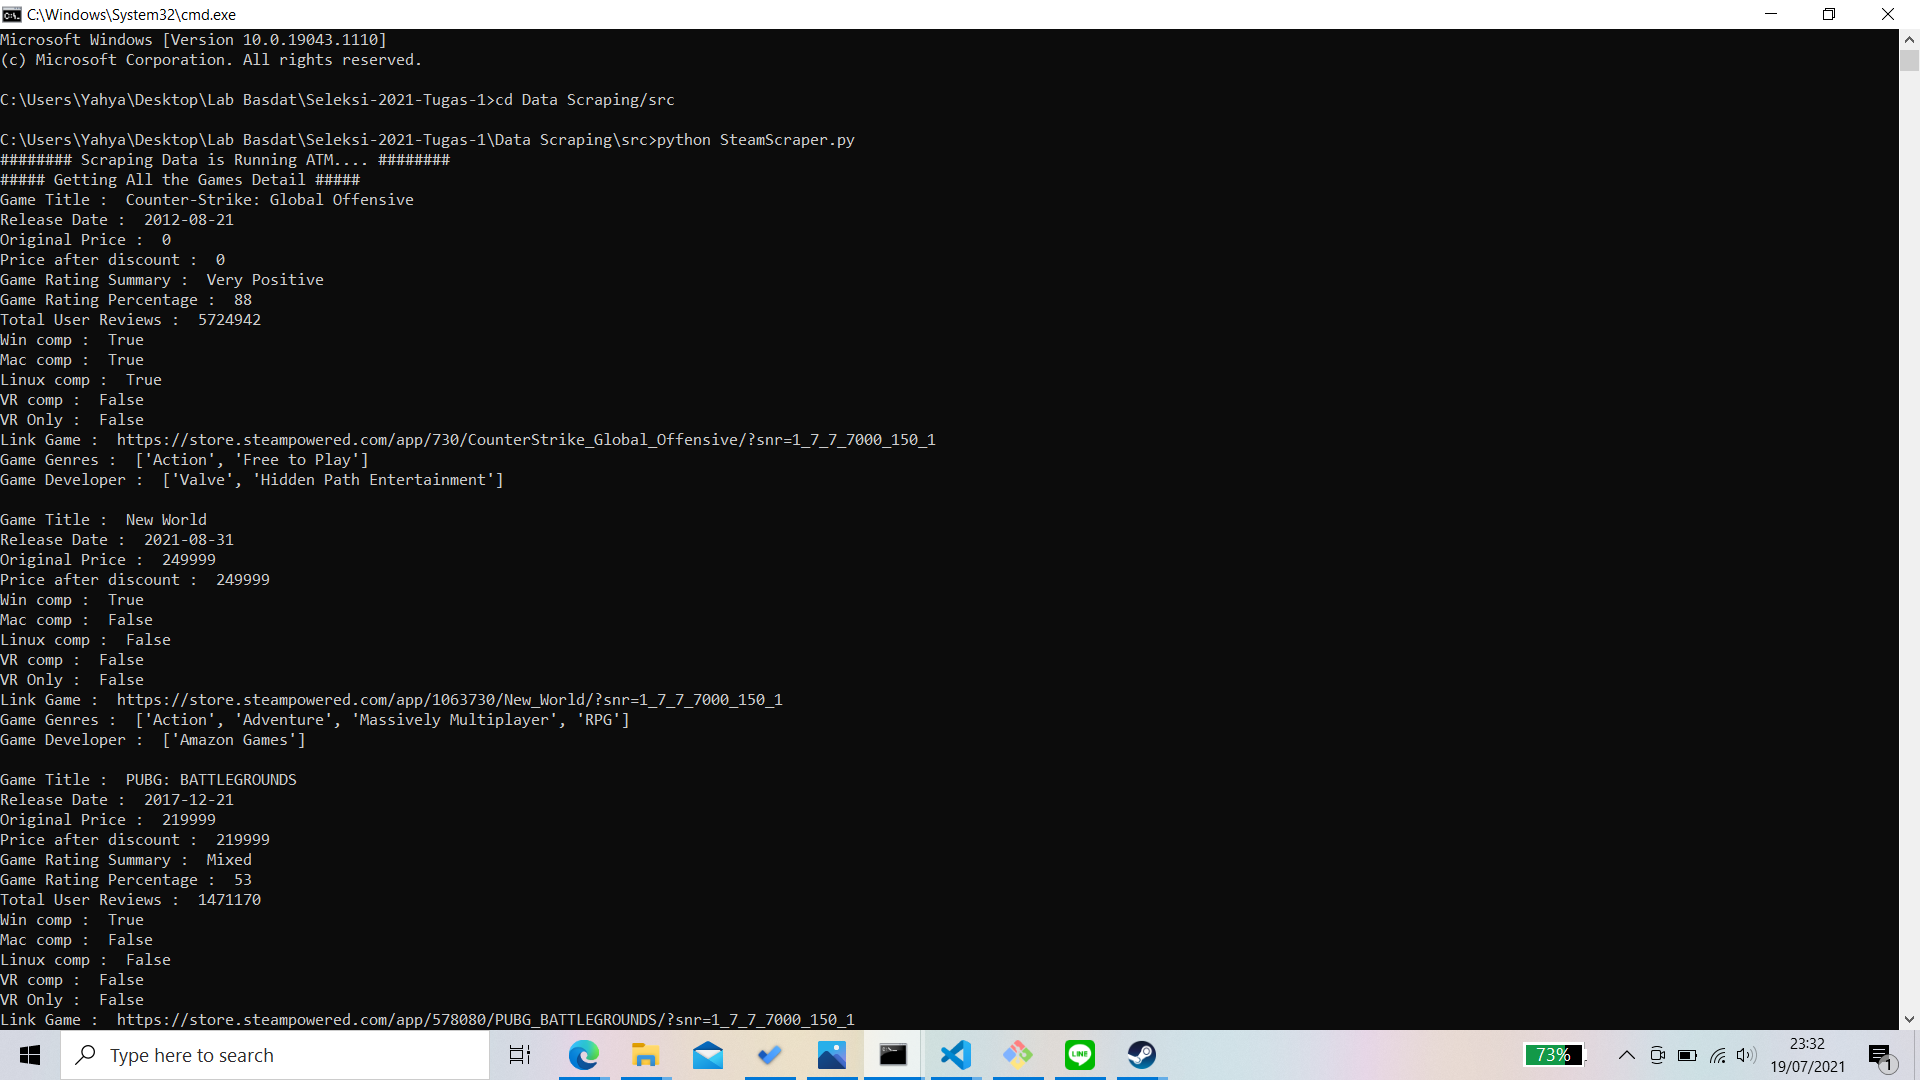 C:\Windows\System32\cmd.exe
Microsoft Windows [Version 10.0.19043.1110]
(c) Microsoft Corporation. All rights reserved.
C:\Users\Yahya\Desktop\Lab Basdat\Seleksi-2021-Tugas-1>cd Data Scraping/src
C:\Users\Yahya\Desktop\Lab Basdat\Seleksi-2021-Tugas-1\Data Scraping\src>python SteamScraper.py
######## Scraping Data is Running ATM.... ########
##### Getting All the Games Detail #####
Game Title :  Counter-Strike: Global Offensive
Release Date :  2012-08-21
Original Price :  0
Price after discount :  0
Game Rating Summary :  Very Positive
Game Rating Percentage :  88
Total User Reviews :  5724942
Win comp :  True
Mac comp :  True
Linux comp :  True
VR comp :  False
VR Only :  False
Link Game :  https://store.steampowered.com/app/730/CounterStrike_Global_Offensive/?snr=1_7_7_7000_150_1
Game Genres :  ['Action', 'Free to Play']
Game Developer :  ['Valve', 'Hidden Path Entertainment']
Game Title :  New World
Release Date :  2021-08-31
Original Price :  249999
Price after discount :  249999
Win comp :  True
Mac comp :  False
Linux comp :  False
VR comp :  False
VR Only :  False
Link Game :  https://store.steampowered.com/app/1063730/New_World/?snr=1_7_7_7000_150_1
Game Genres :  ['Action', 'Adventure', 'Massively Multiplayer', 'RPG']
Game Developer :  ['Amazon Games']
Game Title :  PUBG: BATTLEGROUNDS
Release Date :  2017-12-21
Original Price :  219999
Price after discount :  219999
Game Rating Summary :  Mixed
Game Rating Percentage :  53
Total User Reviews :  1471170
Win comp :  True
Mac comp :  False
Linux comp :  False
VR comp :  False
VR Only :  False
Link Game :  https://store.steampowered.com/app/578080/PUBG_BATTLEGROUNDS/?snr=1_7_7_7000_150_1
Type here to search
LINE
73%
23:32
19/07/2021
1